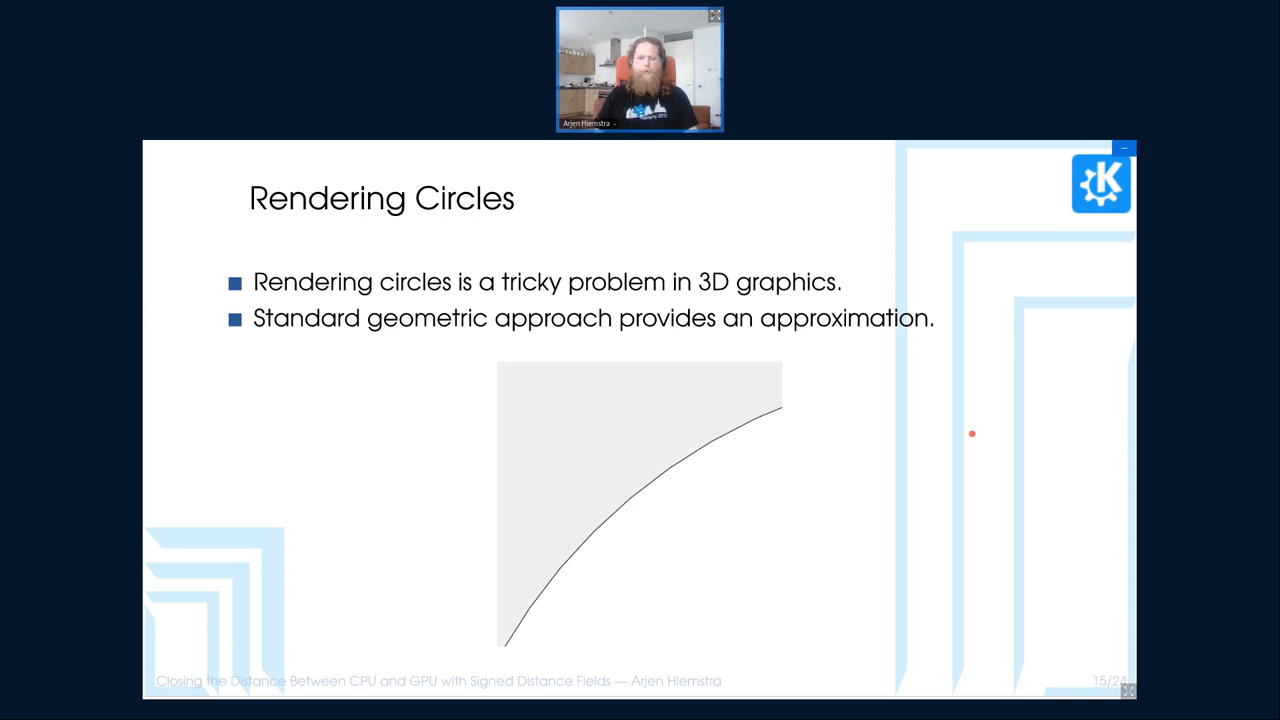 Arjen Hiemstra
Rendering Circles
Rendering circles is a tricky problem in 3D graphics.
Standard geometric approach provides an approximation.
Closing the Distance Between CPU and GPU with Signed Distance Fields — Arjen Hiemstra
15/24